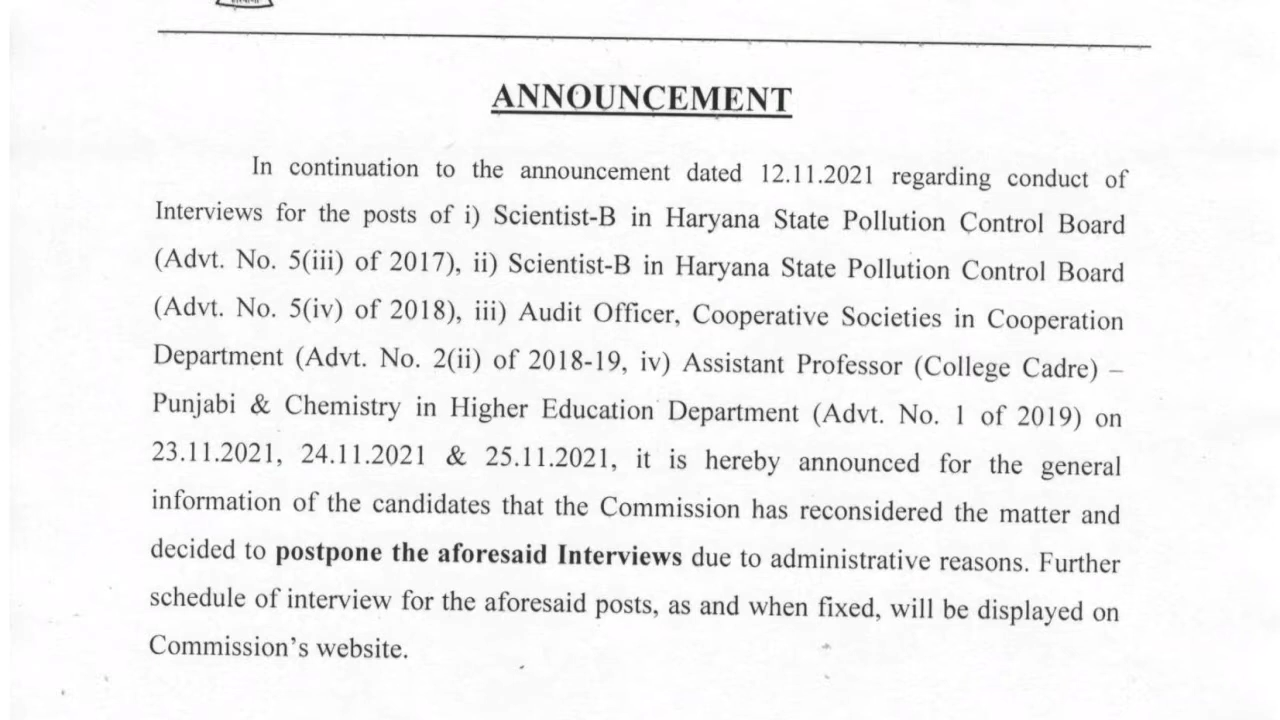 ANNOUNCEMENT
In continuation to the announcement dated 12.11.2021 regarding conduct of
Interviews for the posts of i) Scientist-B in Haryana State Pollution Control Board
(Advt. No. 5(iii) of 2017), ii) Scientist-B in Haryana State Pollution Control Board
(Advt. No. 5(iv) of 2018), iii) Audit Officer, Cooperative Societies in Cooperation
Department (Advt. No. 2(ii) of 2018-19, iv) Assistant Professor (College Cadre) –
Punjabi & Chemistry in Higher Education Department (Advt. No. 1 of 2019) on
23.11.2021, 24.11.2021 & 25.11.2021, it is hereby announced for the general
information of the candidates that the Commission has reconsidered the matter and
decided to postpone the aforesaid Interviews due to administrative reasons. Further
schedule of interview for the aforesaid posts, as and when fixed, will be displayed on
Commission’s website.